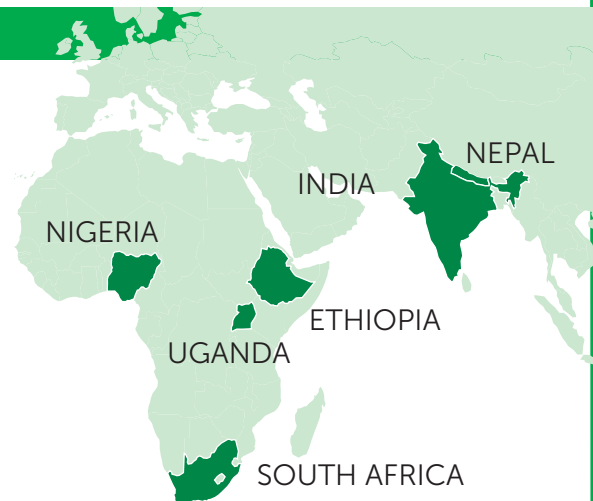 NEPAL
INDIA
NIGERIA
ETHIOPIA
UGANDA
SOUTH AFRICA